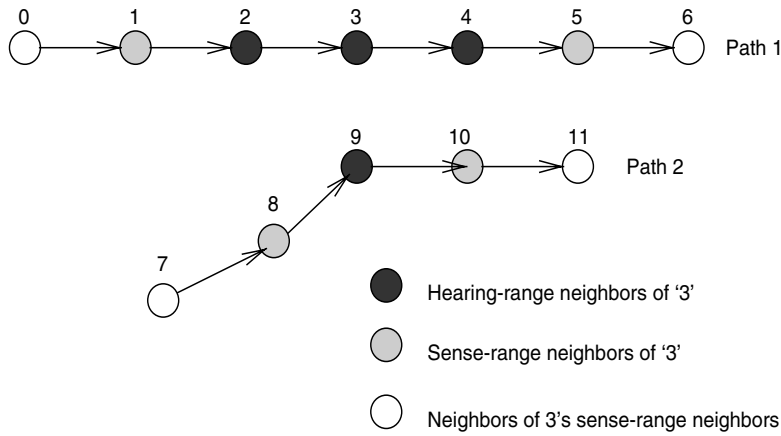 0 1 2 3 4 5 6
Path 1
9 10 11
Path 2
8
7
Hearing-range neighbors of ‘3’
Sense-range neighbors of ‘3’
Neighbors of 3’s sense-range neighbors